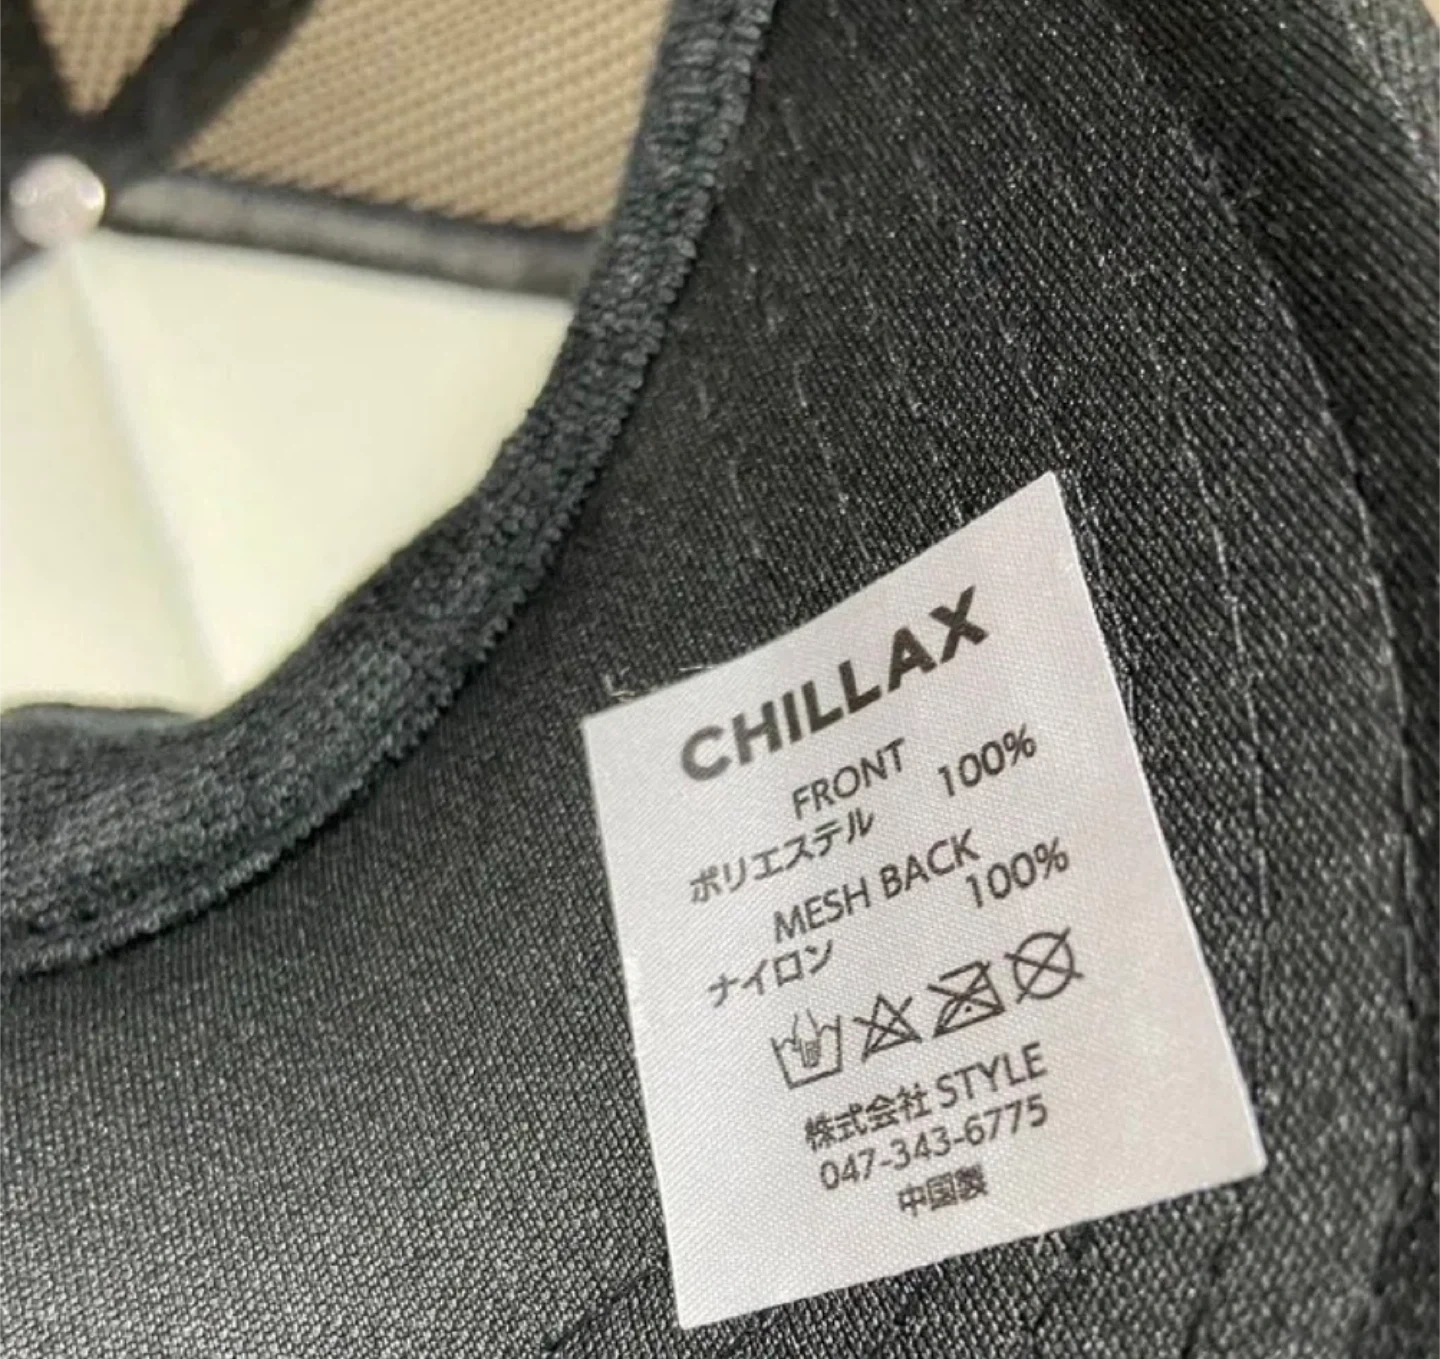 CHILLAX
FRONT
ポリエステル 100%
MESH BACK
ナイロン 100%
株式会社 STYLE
047-343-6775
中国製